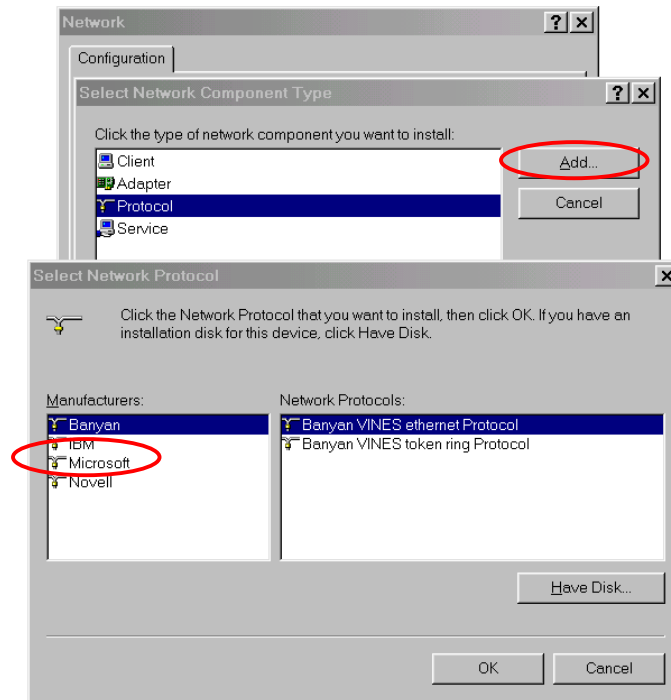 Network
Configuration
Select Network Component Type
Click the type of network component you want to install:
Client
Adapter
Protocol
Service
Add...
Cancel
Select Network Protocol
Click the Network Protocol that you want to install, then click OK. If you have an
installation disk for this device, click Have Disk.
Manufacturers:
Banyan
IBM
Microsoft
Novell
Network Protocols:
Banyan VINES ethernet Protocol
Banyan VINES token ring Protocol
Have Disk...
OK
Cancel